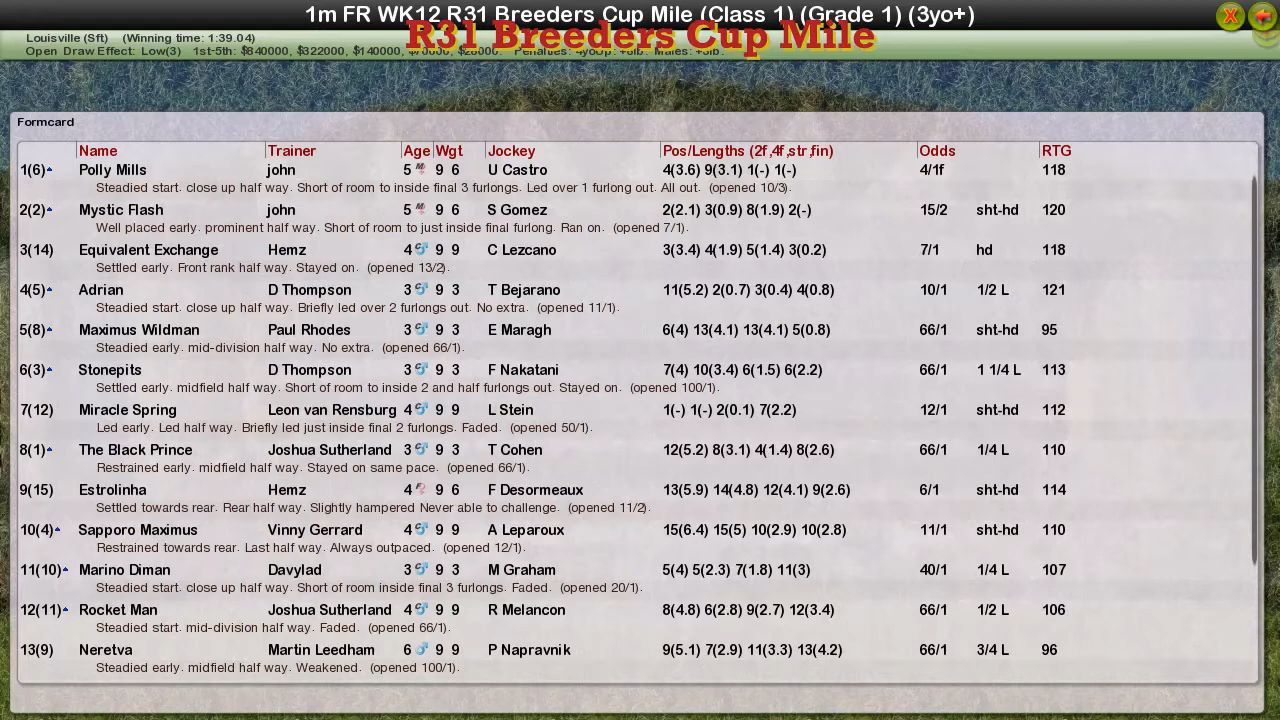 1m FR WK12 R31 Breeders Cup Mile (Class 1) (Grade 1) (3yo+)
R31 Breeders Cup Mile
Louisville (Sft) (Winning time: 1:39.04)
Open Draw Effect: Low(3) 1st-5th: $840000, $322000, $140000, $70000, $28000. Penalties: 4yoUp: +6lb. Males: +3lb.
Formcard
Name Trainer Age Wgt Jockey Pos/Lengths (2f,4f,str,fin) Odds RTG
1(6) Polly Mills john 5 9 6 U Castro 4(3.6) 9(3.1) 1(-) 1(-) 4/1f 118
Steadied start. close up half way. Short of room to inside final 3 furlongs. Led over 1 furlong out. All out. (opened 10/3).
2(2) Mystic Flash john 5 9 6 S Gomez 2(2.1) 3(0.9) 8(1.9) 2(-) 15/2 sht-hd 120
Well placed early. prominent half way. Short of room to just inside final furlong. Ran on. (opened 7/1).
3(14) Equivalent Exchange Hemz 4 9 9 C Lezcano 3(3.4) 4(1.9) 5(1.4) 3(0.2) 7/1 hd 118
Settled early. Front rank half way. Stayed on. (opened 13/2).
4(5) Adrian D Thompson 3 9 3 T Bejarano 11(5.2) 2(0.7) 3(0.4) 4(0.8) 10/1 1/2 L 121
Steadied start. close up half way. Briefly led over 2 furlongs out. No extra. (opened 11/1).
5(8) Maximus Wildman Paul Rhodes 3 9 3 E Maragh 6(4) 13(4.1) 13(4.1) 5(0.8) 66/1 sht-hd 95
Steadied early. mid-division half way. No extra. (opened 66/1).
6(3) Stonepits D Thompson 3 9 3 F Nakatani 7(4) 10(3.4) 6(1.5) 6(2.2) 66/1 1 1/4 L 113
Settled early. midfield half way. Short of room to inside 2 and half furlongs out. Stayed on. (opened 100/1).
7(12) Miracle Spring Leon van Rensburg 4 9 9 L Stein 1(-) 1(-) 2(0.1) 7(2.2) 12/1 sht-hd 112
Led early. Led half way. Briefly led just inside final 2 furlongs. Faded. (opened 50/1).
8(1) The Black Prince Joshua Sutherland 3 9 3 T Cohen 12(5.2) 8(3.1) 4(1.4) 8(2.6) 66/1 1/4 L 110
Restrained early. midfield half way. Stayed on same pace. (opened 66/1).
9(15) Estrolinha Hemz 4 9 6 F Desormeaux 13(5.9) 14(4.8) 12(4.1) 9(2.6) 6/1 sht-hd 114
Settled towards rear. Rear half way. Slightly hampered Never able to challenge. (opened 11/2).
10(4) Sapporo Maximus Vinny Gerrard 4 9 9 A Leparoux 15(6.4) 15(5) 10(2.9) 10(2.8) 11/1 sht-hd 110
Restrained towards rear. Last half way. Always outpaced. (opened 12/1).
11(10) Marino Diman Davylad 3 9 3 M Graham 5(4) 5(2.3) 7(1.8) 11(3) 40/1 1/4 L 107
Steadied start. close up half way. Short of room inside final 3 furlongs. Faded. (opened 20/1).
12(11) Rocket Man Joshua Sutherland 4 9 9 R Melancon 8(4.8) 6(2.8) 9(2.7) 12(3.4) 66/1 1/2 L 106
Steadied start. mid-division half way. Faded. (opened 66/1).
13(9) Neretva Martin Leedham 6 9 9 P Napravnik 9(5.1) 7(2.9) 11(3.3) 13(4.2) 66/1 3/4 L 96
Steadied early. midfield half way. Weakened. (opened 100/1).